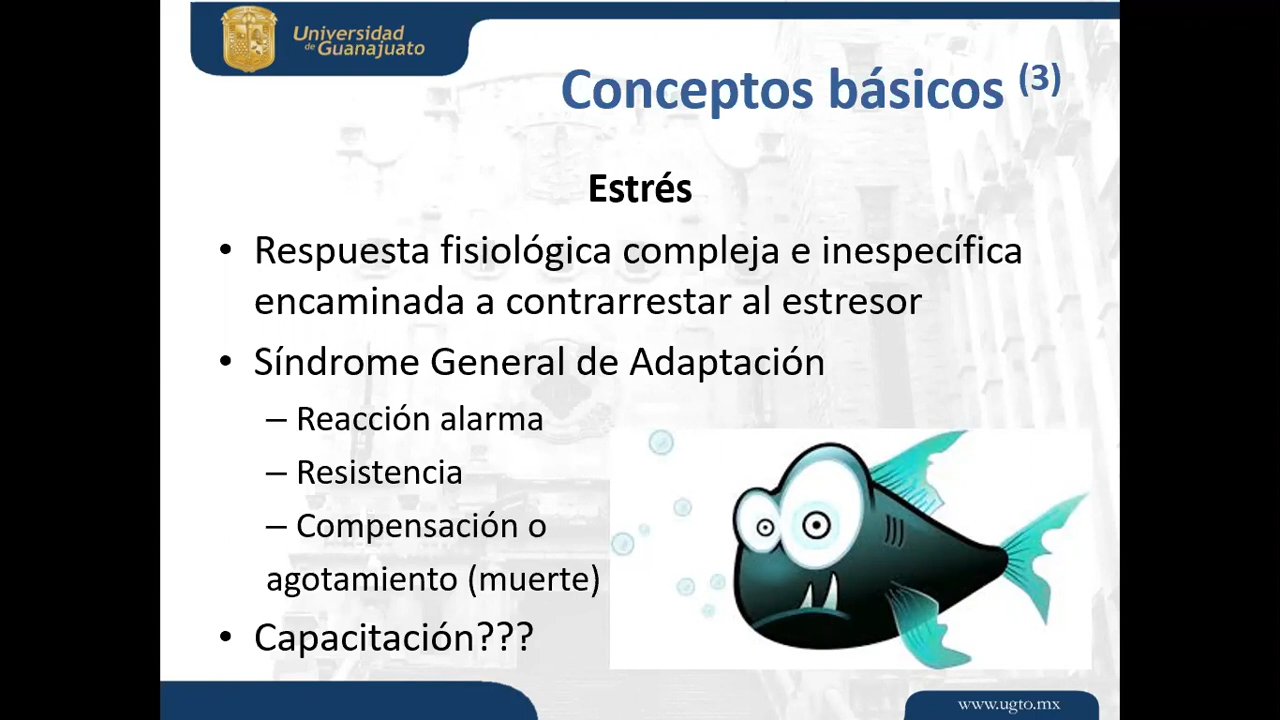 Universidad
de Guanajuato
Conceptos básicos (3)
Estrés
• Respuesta fisiológica compleja e inespecífica
encaminada a contrarrestar al estresor
• Síndrome General de Adaptación
– Reacción alarma
– Resistencia
– Compensación o
agotamiento (muerte)
• Capacitación???
www.ugto.mx